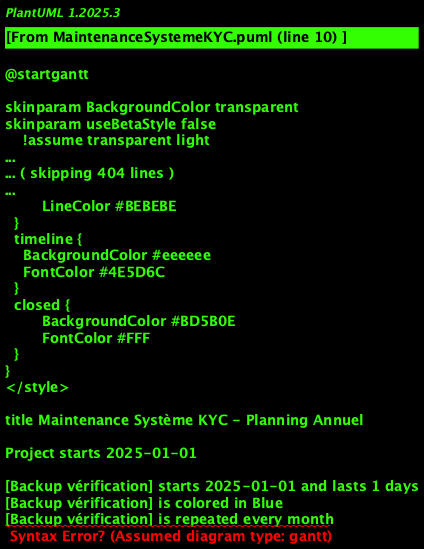 PlantUML 1.2025.3
[From MaintenanceSystemeKYC.puml (line 10) ]
@startgantt
skinparam BackgroundColor transparent
skinparam useBetaStyle false
!assume transparent light
...
... ( skipping 404 lines )
...
LineColor #BEBEBE
}
timeline {
BackgroundColor #eeeeee
FontColor #4E5D6C
}
closed {
BackgroundColor #BD5B0E
FontColor #FFF
}
}
</style>
title Maintenance Système KYC - Planning Annuel
Project starts 2025-01-01
[Backup vérification] starts 2025-01-01 and lasts 1 days
[Backup vérification] is colored in Blue
[Backup vérification] is repeated every month
Syntax Error? (Assumed diagram type: gantt)